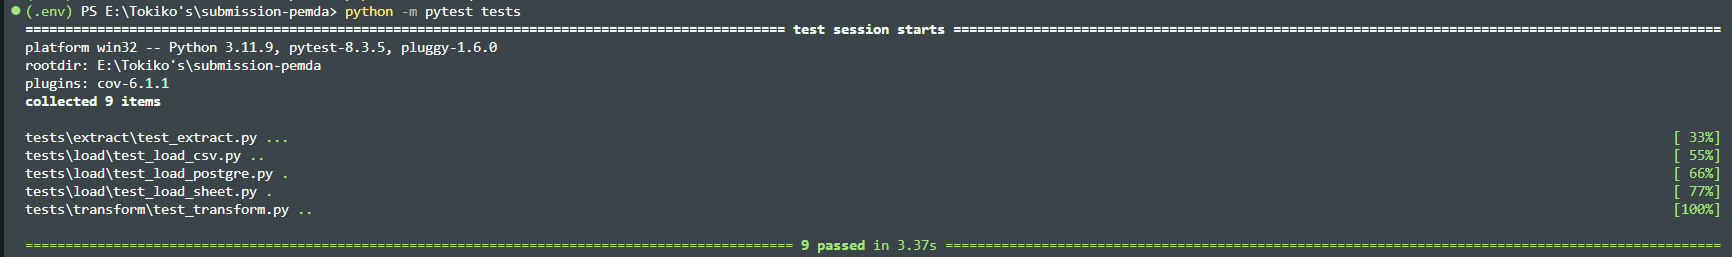 (.env) PS E:\Tokiko's\submission-pemda> python -m pytest tests
=============================================================================================== test session starts ================================================================================================
platform win32 -- Python 3.11.9, pytest-8.3.5, pluggy-1.6.0
rootdir: E:\Tokiko's\submission-pemda
plugins: cov-6.1.1
collected 9 items
tests\extract\test_extract.py ... [ 33%]
tests\load\test_load_csv.py .. [ 55%]
tests\load\test_load_postgre.py . [ 66%]
tests\load\test_load_sheet.py . [ 77%]
tests\transform\test_transform.py .. [100%]
================================================================================================ 9 passed in 3.37s =================================================================================================